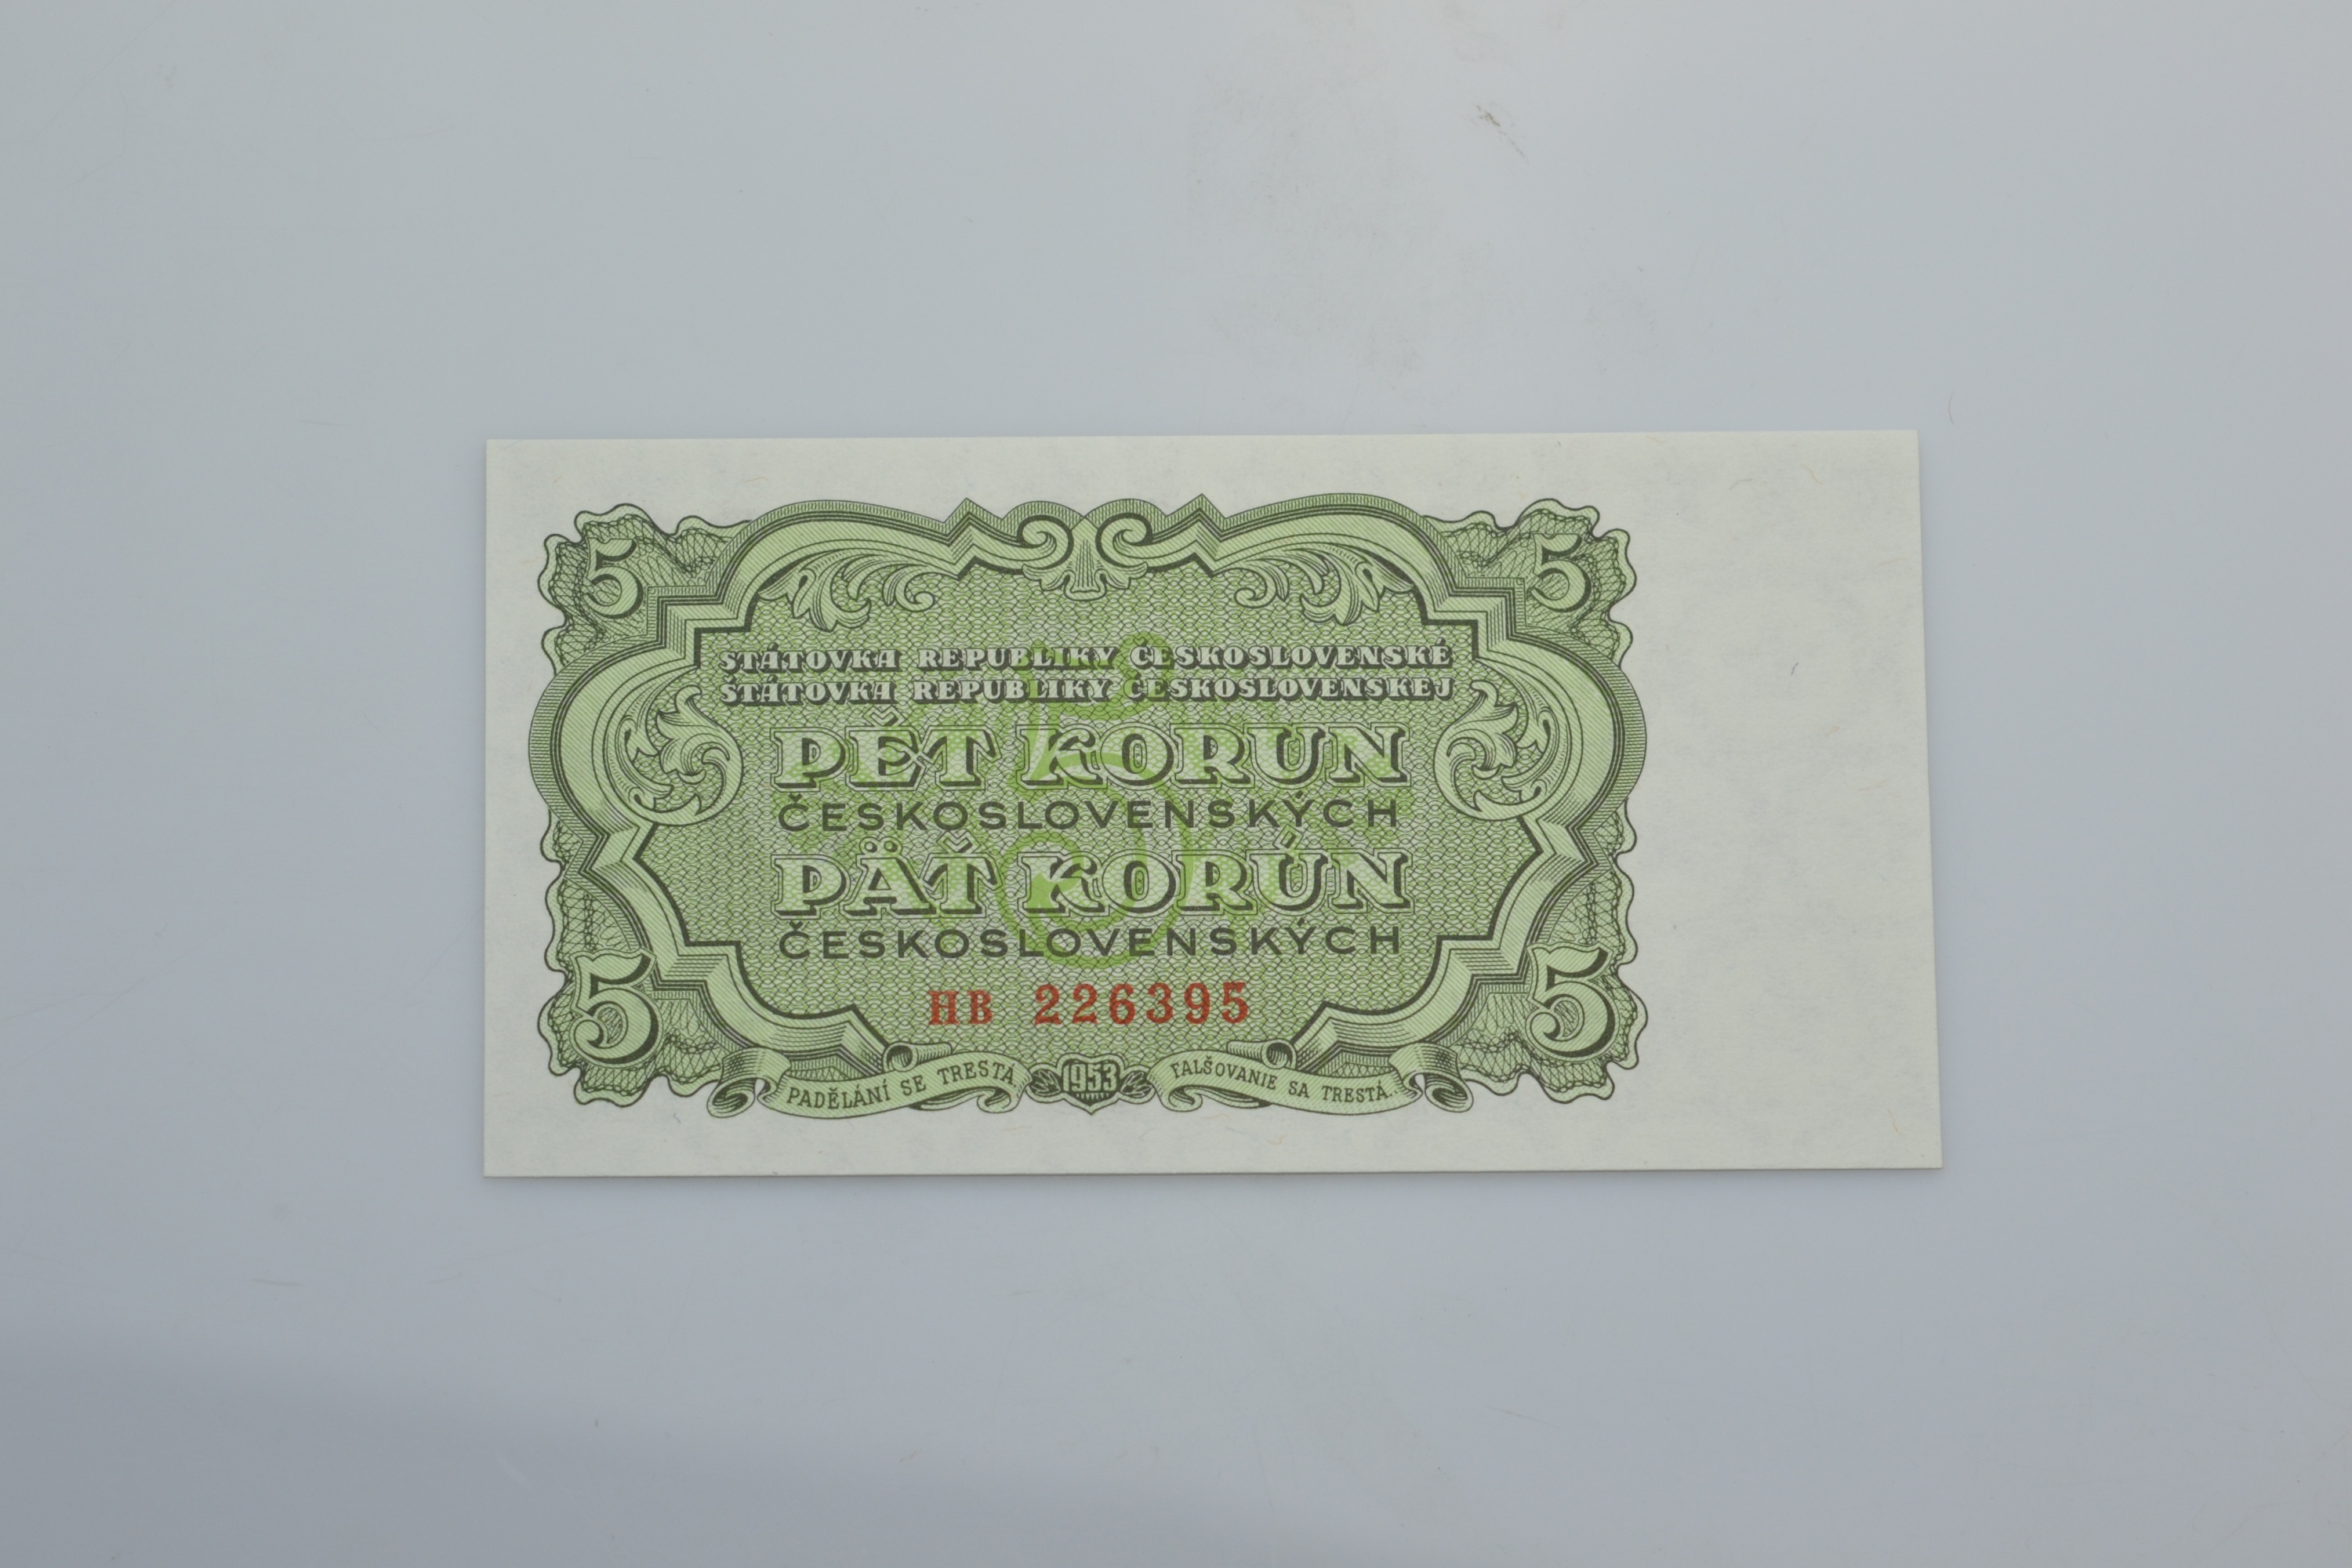 5 5
STÁTOVKA REPUBLIKY ČESKOSLOVENSKÉ
ŠTÁTOVKA REPUBLIKY ČESKOSLOVENSKEJ
PĚT KORUN
ČESKOSLOVENSKÝCH
PÄŤ KORÚN
ČESKOSLOVENSKÝCH
5 5
HB 226395
PADĚLÁNÍ SE TRESTÁ 1953 FALŠOVANIE SA TRESTÁ.